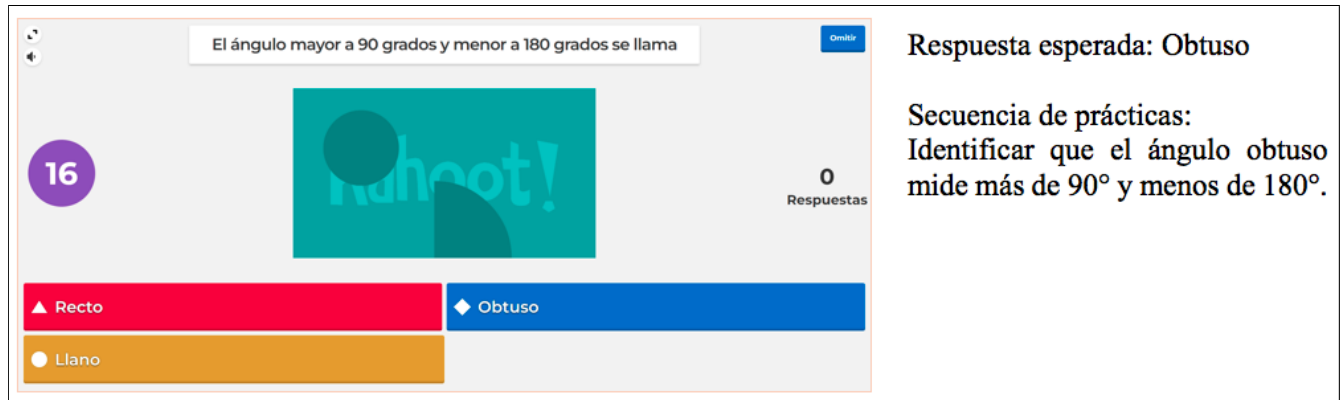 El ángulo mayor a 90 grados y menor a 180 grados se llama
Omitir
16
Kahoot!
0
Respuestas
Recto
Obtuso
Llano
Respuesta esperada: Obtuso
Secuencia de prácticas:
Identificar que el ángulo obtuso
mide más de 90° y menos de 180°.